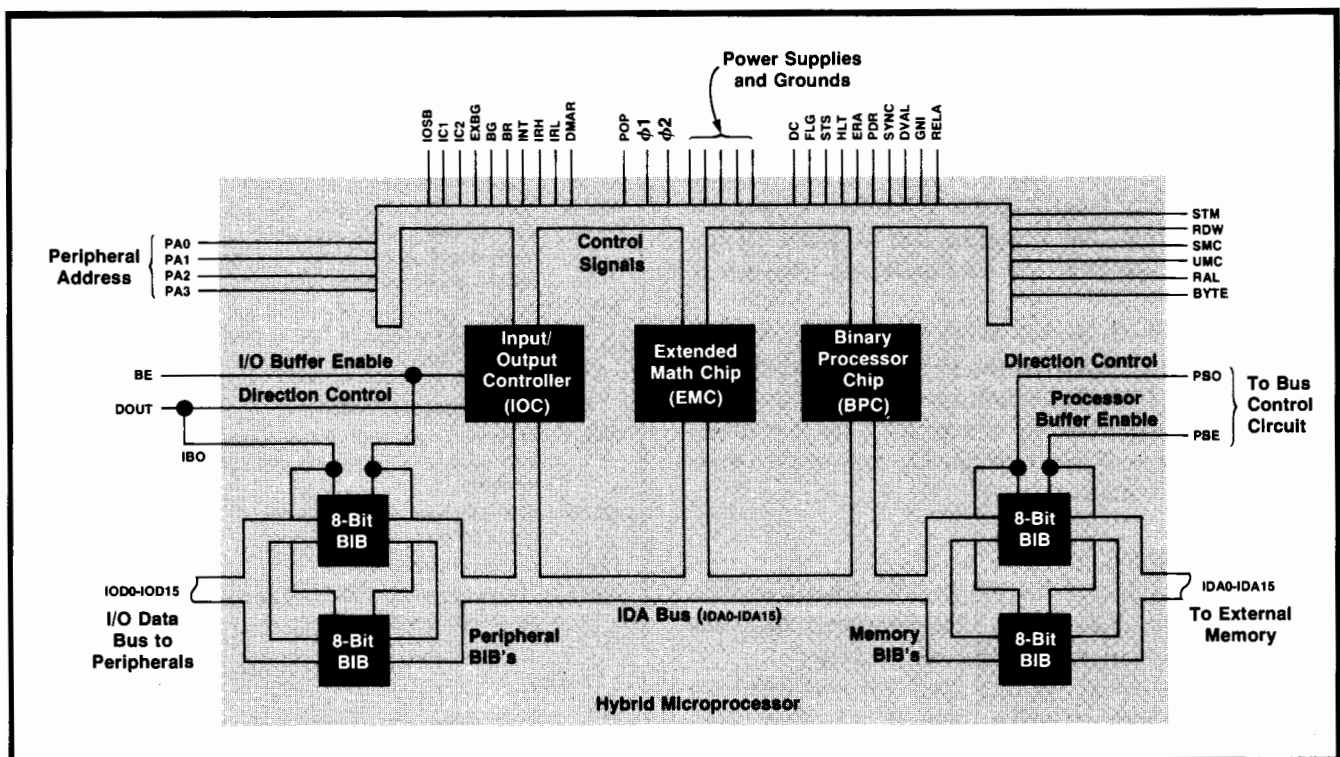 Power Supplies
and Grounds
IOSB
IC1
IC2
EXBG
BG
BR
INT
IRH
IRL
DMAR
POP
ϕ1
ϕ2
DC
FLG
STS
HLT
ERA
PDR
SYNC
DVAL
GNI
RELA
Peripheral
Address
PA0
PA1
PA2
PA3
Control
Signals
STM
RDW
SMC
UMC
RAL
BYTE
Input/
Output
Controller
(IOC)
Extended
Math Chip
(EMC)
Binary
Processor
Chip
(BPC)
I/O Buffer Enable
BE
Direction Control
DOUT
IBO
Direction Control
PSO
Processor
Buffer Enable
PSE
To Bus
Control
Circuit
8-Bit
BIB
8-Bit
BIB
IOD0-IOD15
I/O Data
Bus to
Peripherals
8-Bit
BIB
Peripheral
BIB's
IDA Bus (IDA0-IDA15)
Memory
BIB's
8-Bit
BIB
IDA0-IDA15
To External
Memory
Hybrid Microprocessor